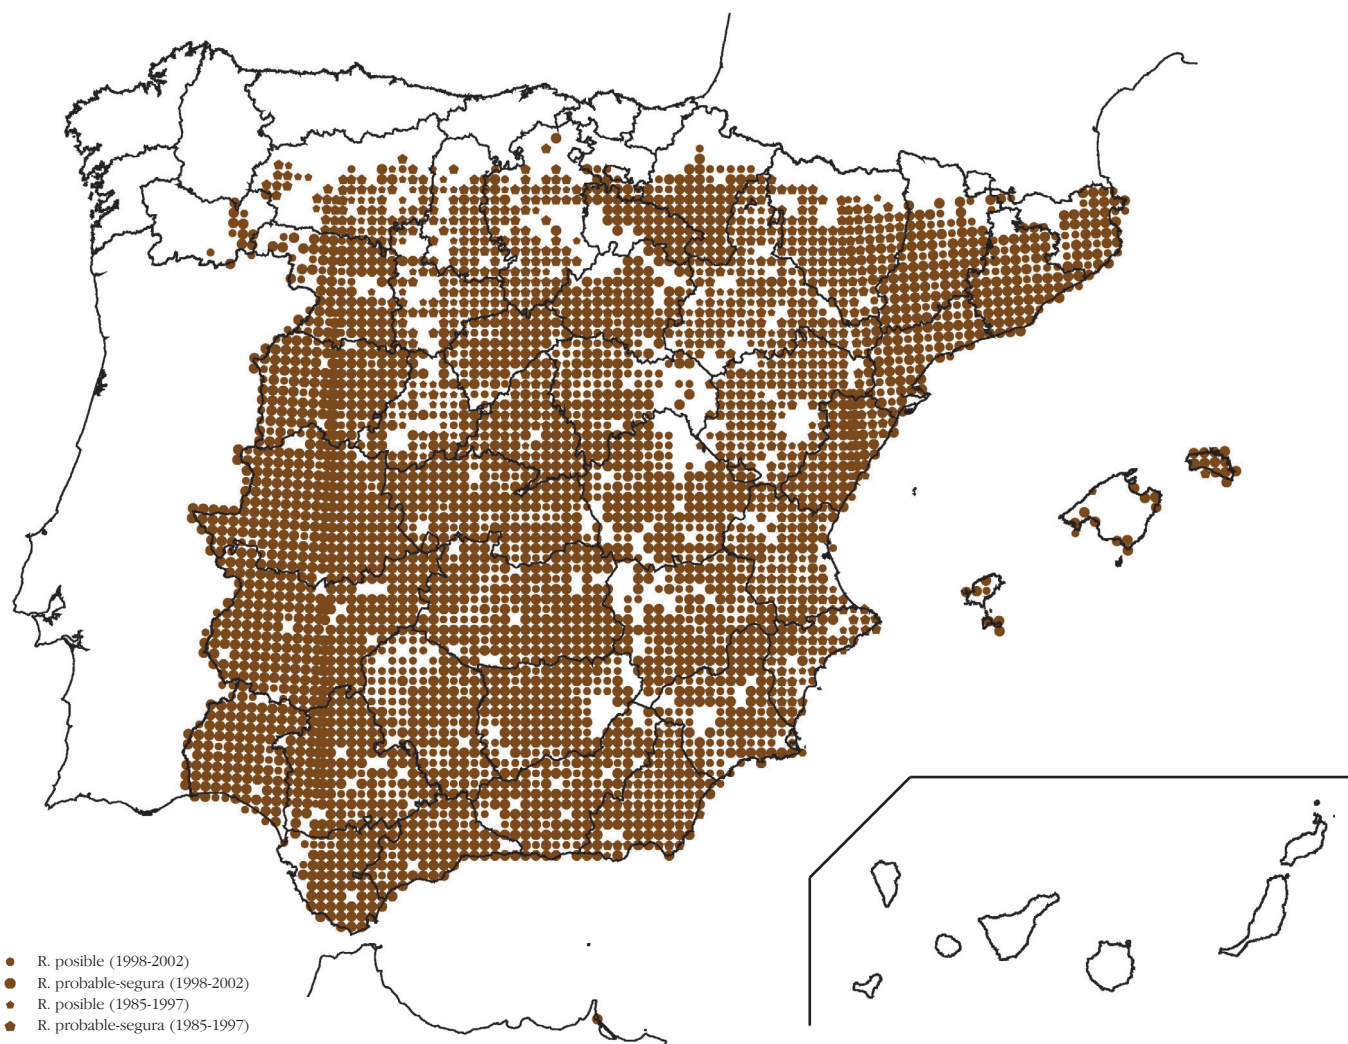 R. posible (1998-2002)
R. probable-segura (1998-2002)
R. posible (1985-1997)
R. probable-segura (1985-1997)